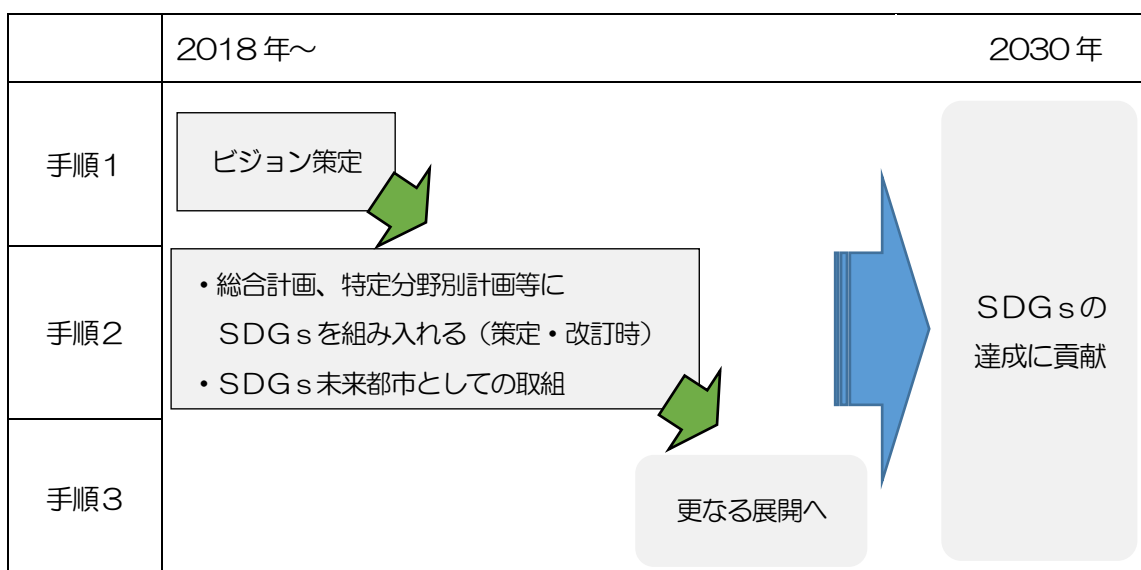 2018年～
2030年
手順1
ビジョン策定
手順2
・総合計画、特定分野別計画等に
SDGsを組み入れる（策定・改訂時）
・SDGs未来都市としての取組
手順3
更なる展開へ
SDGsの
達成に貢献